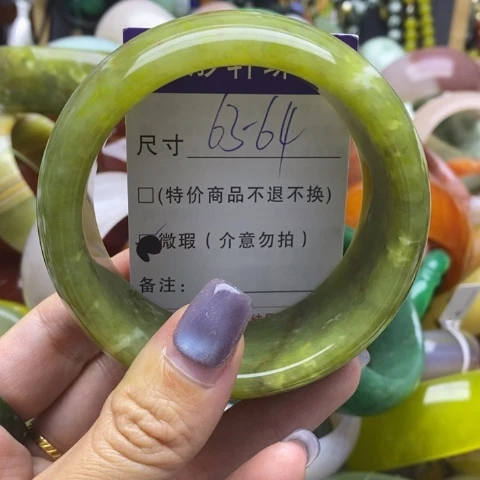 尺寸 63-64
□(特价商品不退不换)
微瑕（介意勿拍）
备注：